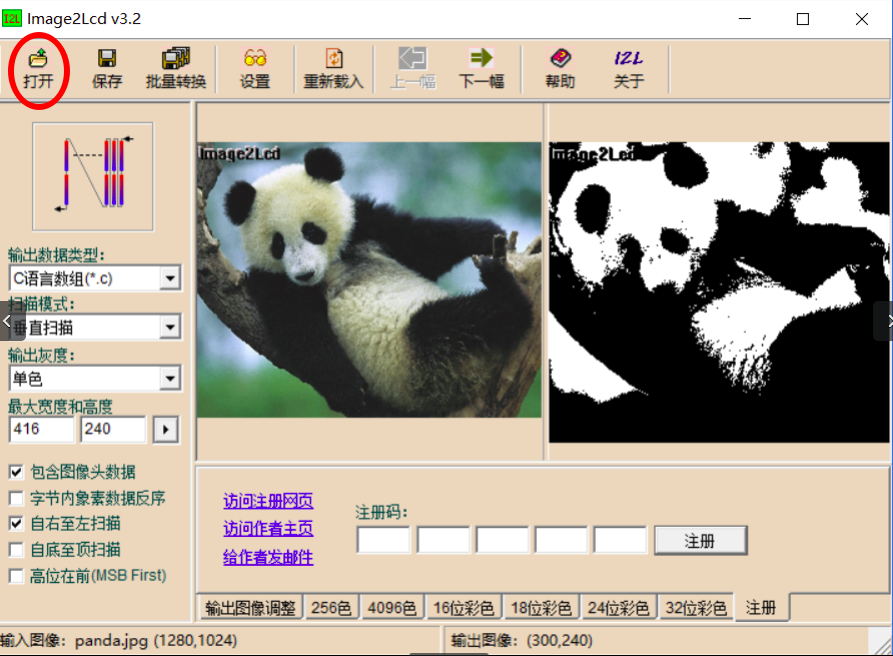 I2L Image2Lcd v3.2
打开 保存 批量转换 设置 重新载入 上一幅 下一幅 帮助 I2L 关于
Image2Lcd
Image2Lcd
输出数据类型:
C语言数组(*.c)
扫描模式:
垂直扫描
输出灰度:
单色
最大宽度和高度
416 240
包含图像头数据
字节内象素数据反序
自右至左扫描
自底至顶扫描
高位在前(MSB First)
访问注册网页
访问作者主页
给作者发邮件
注册码:
注册
输出图像调整 256色 4096色 16位彩色 18位彩色 24位彩色 32位彩色 注册
输入图像: panda.jpg (1280,1024) 输出图像: (300,240)